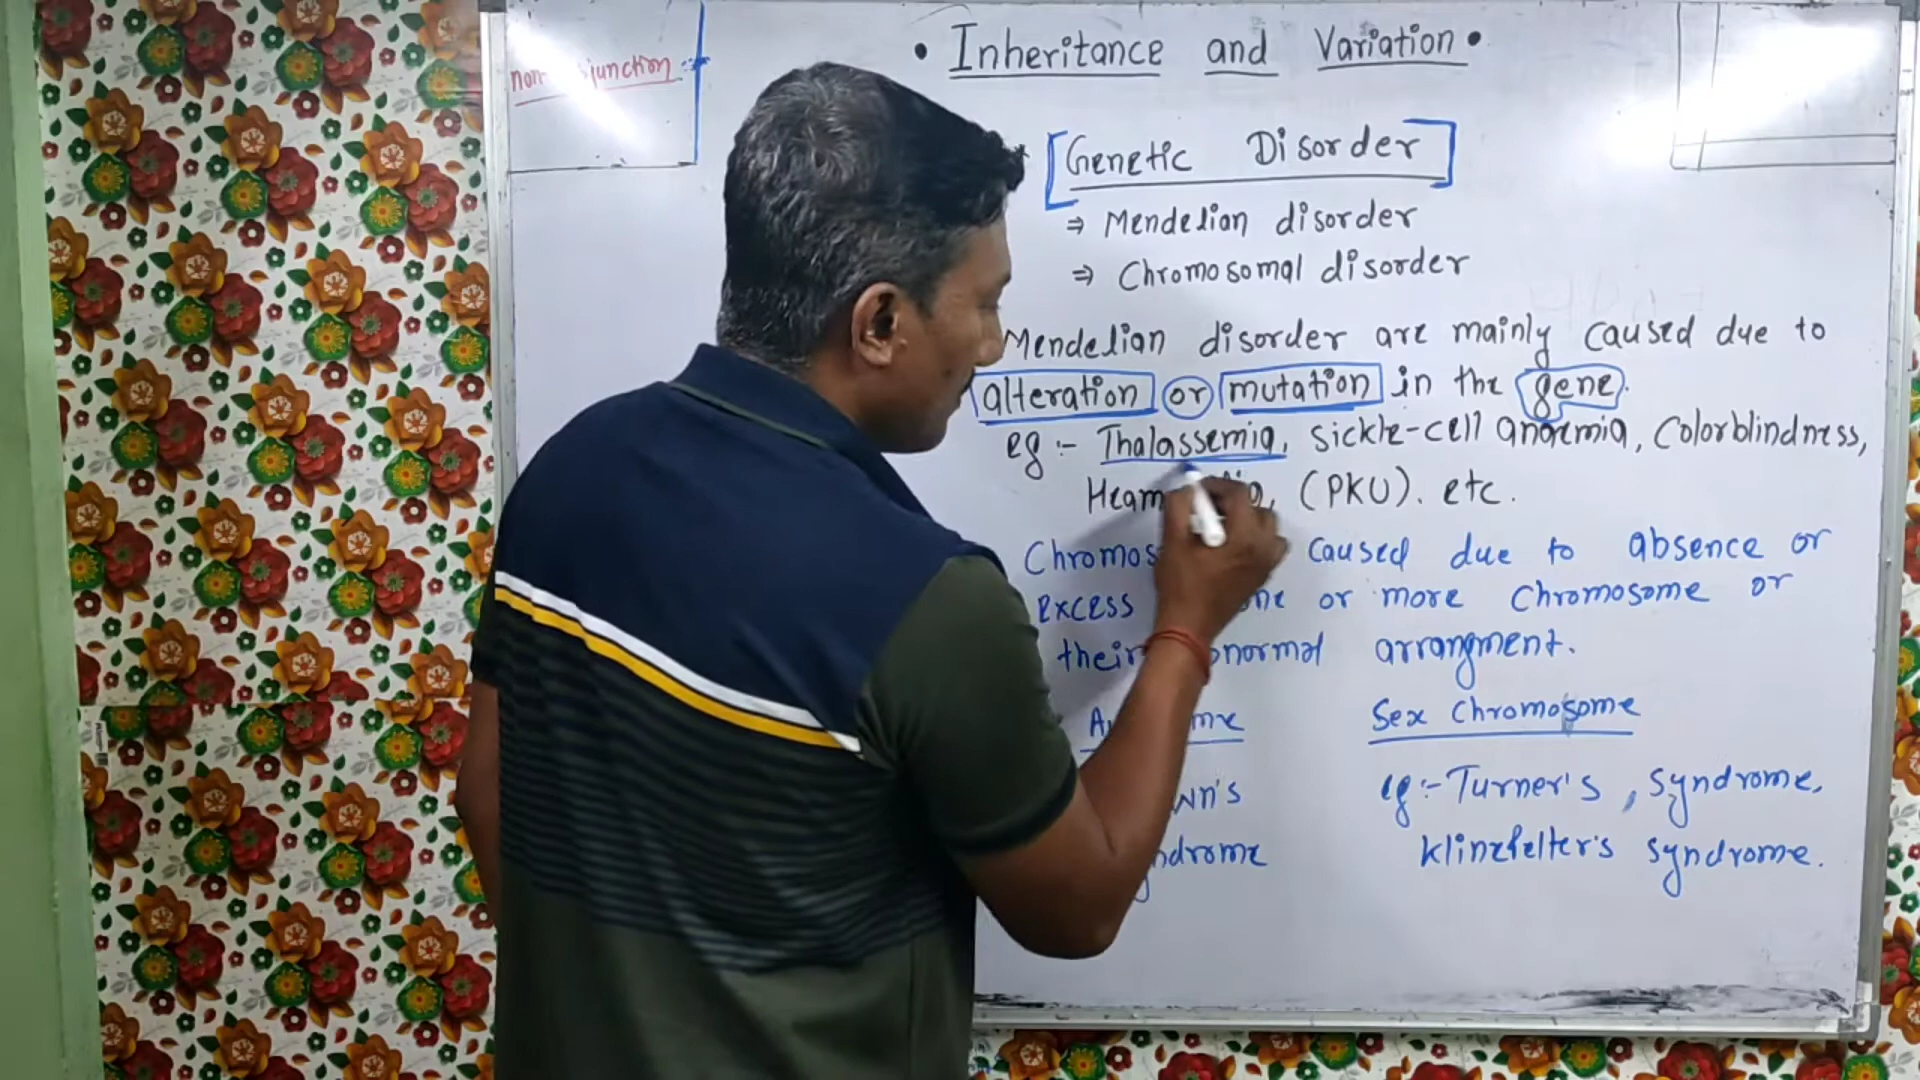 • Inheritance and Variation •
junction
[Genetic Disorder]
⇒ Mendelian disorder
⇒ Chromosomal disorder
Mendelian disorder are mainly caused due to
alteration or mutation in the gene.
eg :- Thalassemia, Sickle-cell anaemia, Colorblindness,
(PKU). etc.
caused due to absence or
excess or more chromosome or
their arrangment.
Sex Chromosome
eg :- Turner's , Syndrome,
Klinefelter's syndrome.